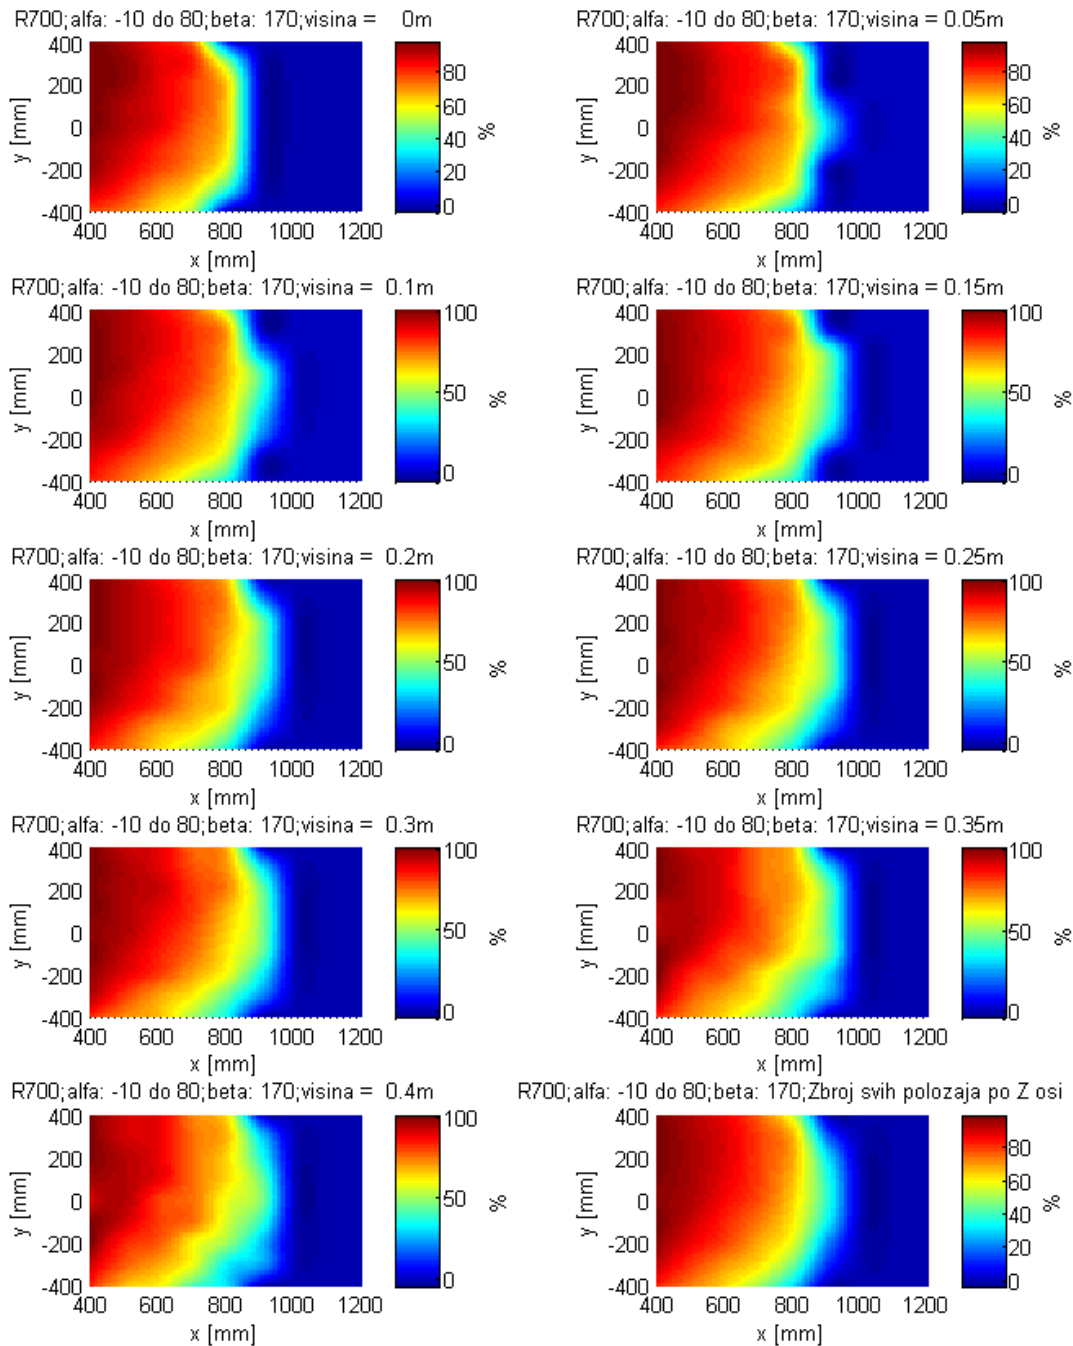 R700;alfa: -10 do 80;beta: 170;visina = 0m
400
200
0
-200
-400
y [mm]
400 600 800 1000 1200
x [mm]
80
60
40
20
0
%
R700;alfa: -10 do 80;beta: 170;visina = 0.05m
400
200
0
-200
-400
y [mm]
400 600 800 1000 1200
x [mm]
80
60
40
20
0
%
R700;alfa: -10 do 80;beta: 170;visina = 0.1m
400
200
0
-200
-400
y [mm]
400 600 800 1000 1200
x [mm]
100
50
0
%
R700;alfa: -10 do 80;beta: 170;visina = 0.15m
400
200
0
-200
-400
y [mm]
400 600 800 1000 1200
x [mm]
100
50
0
%
R700;alfa: -10 do 80;beta: 170;visina = 0.2m
400
200
0
-200
-400
y [mm]
400 600 800 1000 1200
x [mm]
100
50
0
%
R700;alfa: -10 do 80;beta: 170;visina = 0.25m
400
200
0
-200
-400
y [mm]
400 600 800 1000 1200
x [mm]
100
50
0
%
R700;alfa: -10 do 80;beta: 170;visina = 0.3m
400
200
0
-200
-400
y [mm]
400 600 800 1000 1200
x [mm]
100
50
0
%
R700;alfa: -10 do 80;beta: 170;visina = 0.35m
400
200
0
-200
-400
y [mm]
400 600 800 1000 1200
x [mm]
100
50
0
%
R700;alfa: -10 do 80;beta: 170;visina = 0.4m
400
200
0
-200
-400
y [mm]
400 600 800 1000 1200
x [mm]
100
50
0
%
R700;alfa: -10 do 80;beta: 170;Zbroj svih polozaja po Z osi
400
200
0
-200
-400
y [mm]
400 600 800 1000 1200
x [mm]
80
60
40
20
0
%